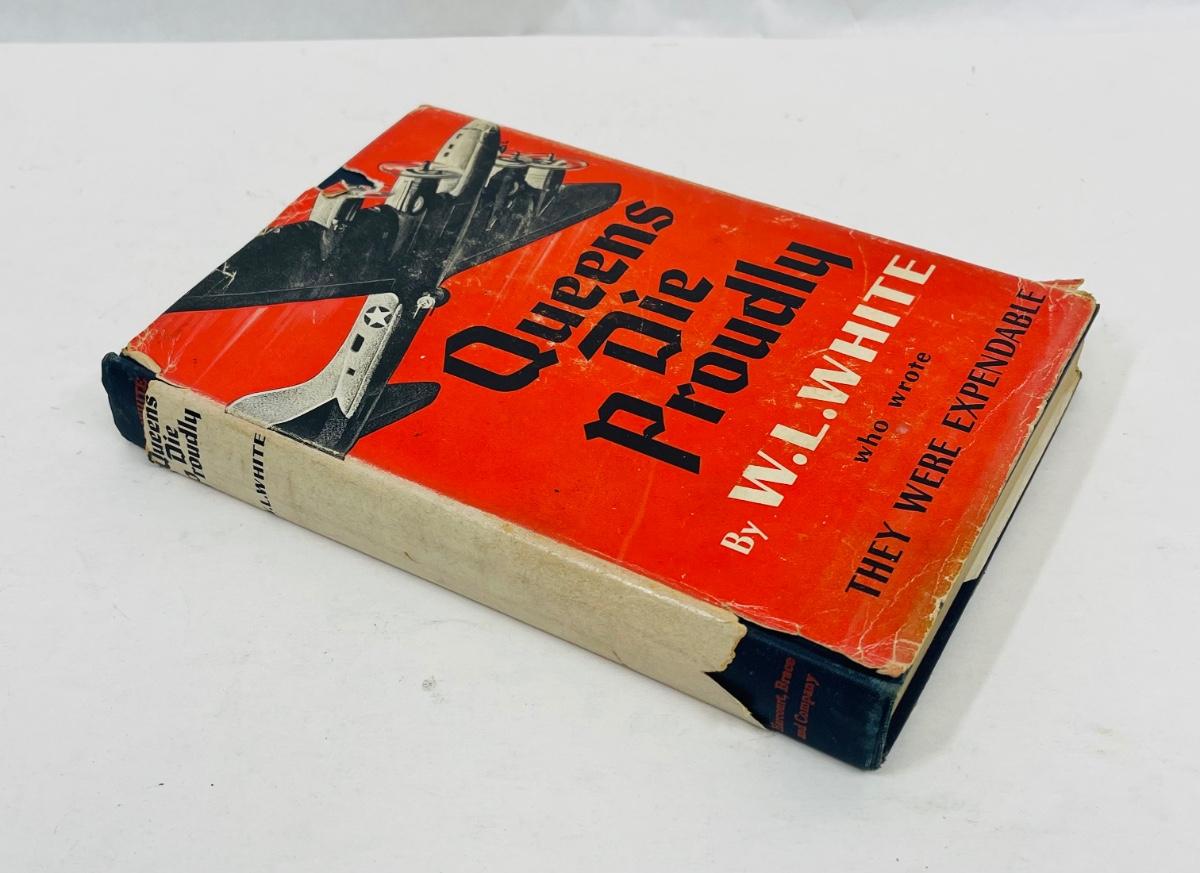 Queens
Die
Proudly
By W.L.WHITE
who wrote
THEY WERE EXPENDABLE
Queens
Die
Proudly
.L.WHITE
Harcourt, Brace
and Company